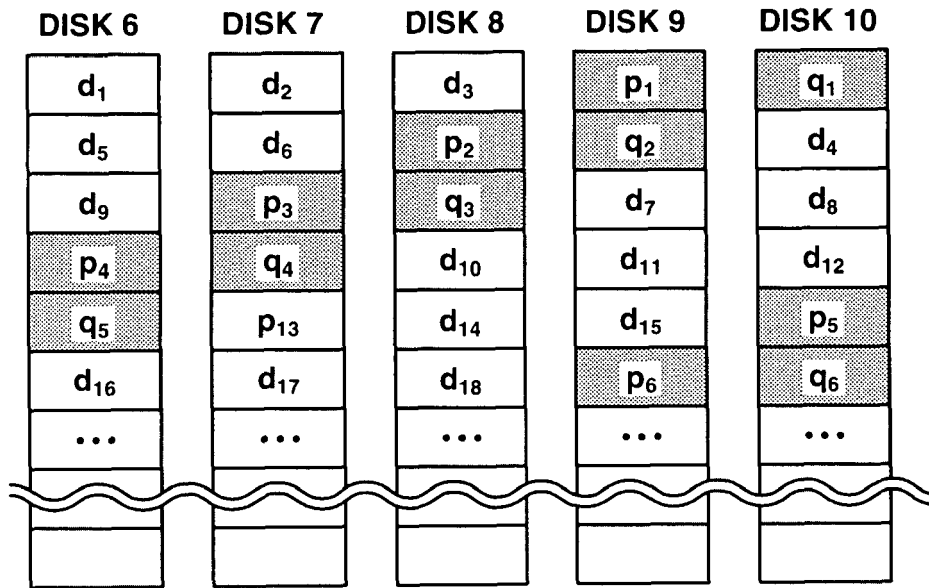 DISK 6 DISK 7 DISK 8 DISK 9 DISK 10
d₁ d₂ d₃ p₁ q₁
d₅ d₆ p₂ q₂ d₄
d₉ p₃ q₃ d₇ d₈
p₄ q₄ d₁₀ d₁₁ d₁₂
q₅ p₁₃ d₁₄ d₁₅ p₅
d₁₆ d₁₇ d₁₈ p₆ q₆
••• ••• ••• ••• •••